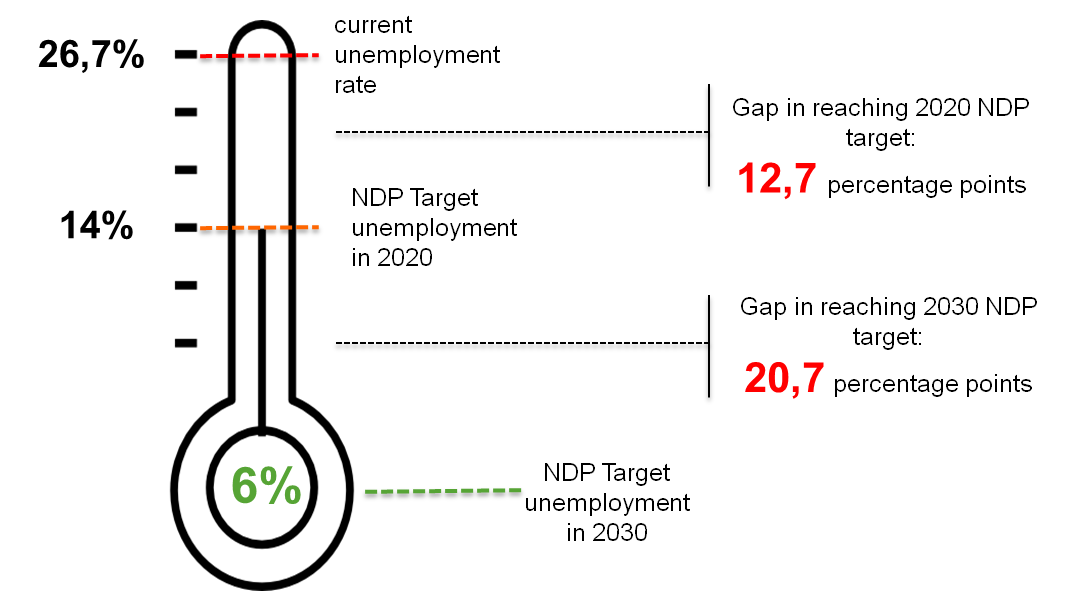 26,7%
current
unemployment
rate
Gap in reaching 2020 NDP
target:
12,7 percentage points
14%
NDP Target
unemployment
in 2020
Gap in reaching 2030 NDP
target:
20,7 percentage points
6%
NDP Target
unemployment
in 2030